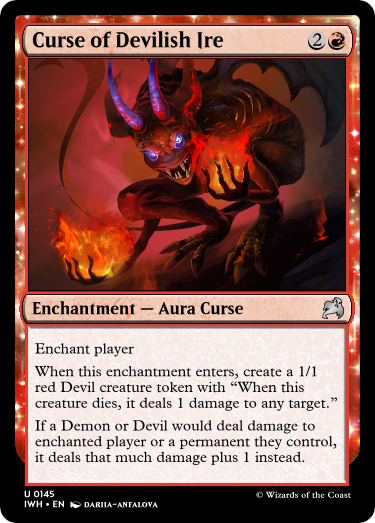 Curse of Devilish Ire 2
Enchantment — Aura Curse
Enchant player
When this enchantment enters, create a 1/1
red Devil creature token with “When this
creature dies, it deals 1 damage to any target.”
If a Demon or Devil would deal damage to
enchanted player or a permanent they control,
it deals that much damage plus 1 instead.
U 0145
IWH • EN DARIIA-ANFALOVA © Wizards of the Coast